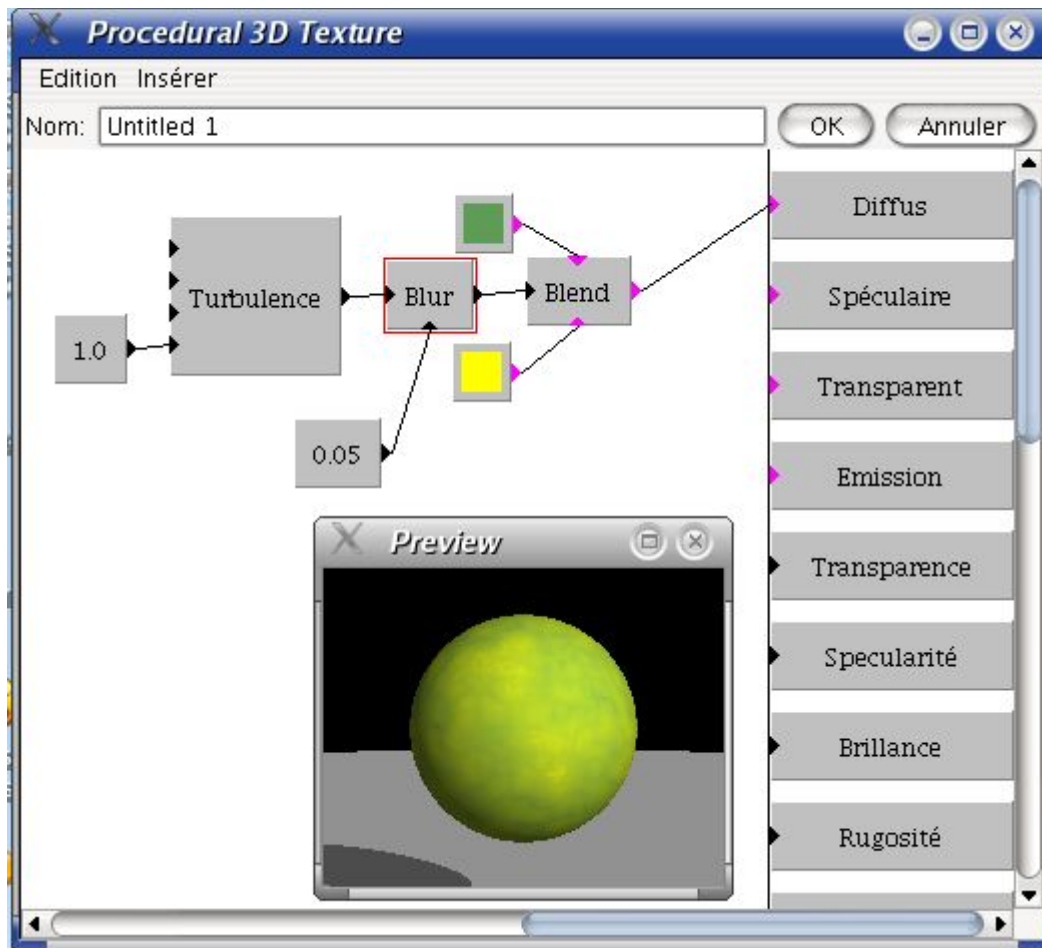 Procedural 3D Texture
Edition Insérer
Nom: Untitled 1 OK Annuler
Diffus
Turbulence Blur Blend Spéculaire
1.0
Transparent
0.05
Emission
Preview
Transparence
Specularité
Brillance
Rugosité